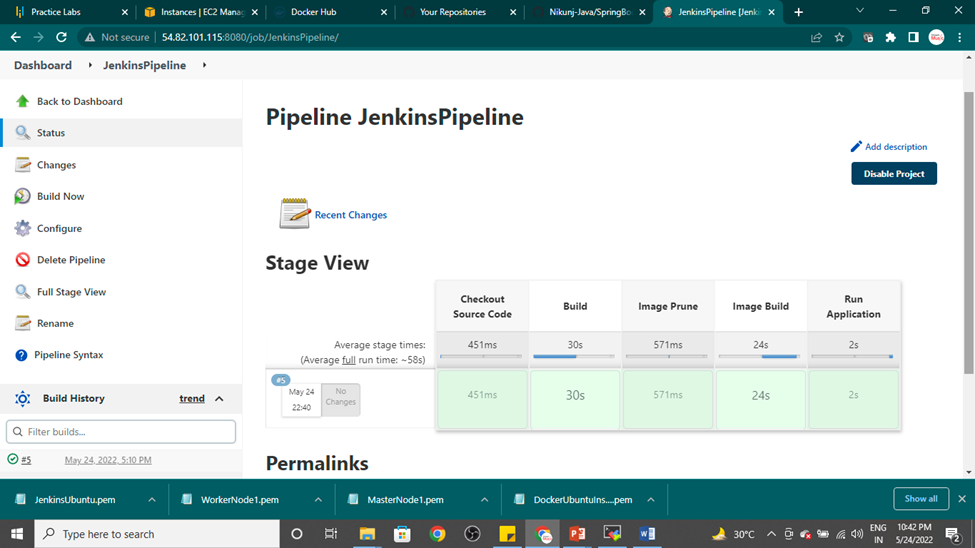 Practice Labs
Instances | EC2 Manag
Docker Hub
Your Repositories
Nikunj-Java/SpringBo
JenkinsPipeline [Jenki
Not secure
54.82.101.115:8080/job/JenkinsPipeline/
Dashboard
JenkinsPipeline
Back to Dashboard
Status
Changes
Build Now
Configure
Delete Pipeline
Full Stage View
Rename
Pipeline Syntax
Build History
trend
Filter builds...
#5
May 24, 2022, 5:10 PM
Pipeline JenkinsPipeline
Add description
Disable Project
Recent Changes
Stage View
Checkout
Source Code
Build
Image Prune
Image Build
Run
Application
Average stage times:
(Average full run time: ~58s)
451ms
30s
571ms
24s
2s
#5
May 24
22:40
No
Changes
451ms
30s
571ms
24s
2s
Permalinks
JenkinsUbuntu.pem
WorkerNode1.pem
MasterNode1.pem
DockerUbuntuIns....pem
Show all
Type here to search
30°C
ENG
IN
10:42 PM
5/24/2022
2